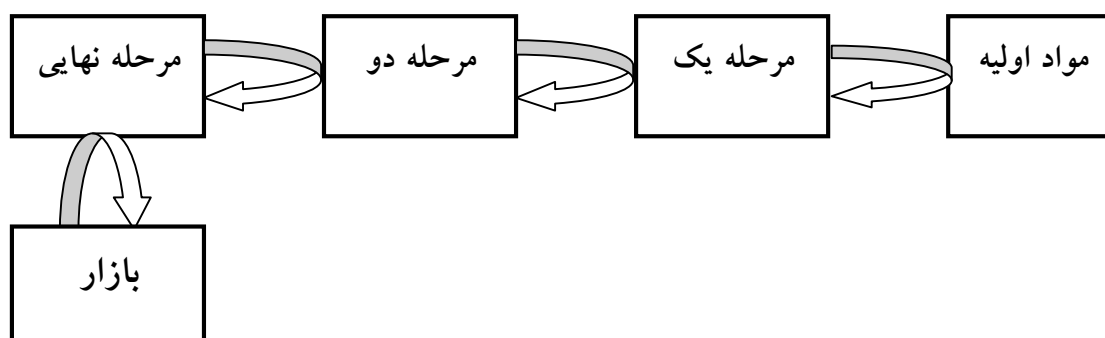 مواد اولیه
مرحله یک
مرحله دو
مرحله نهایی
بازار